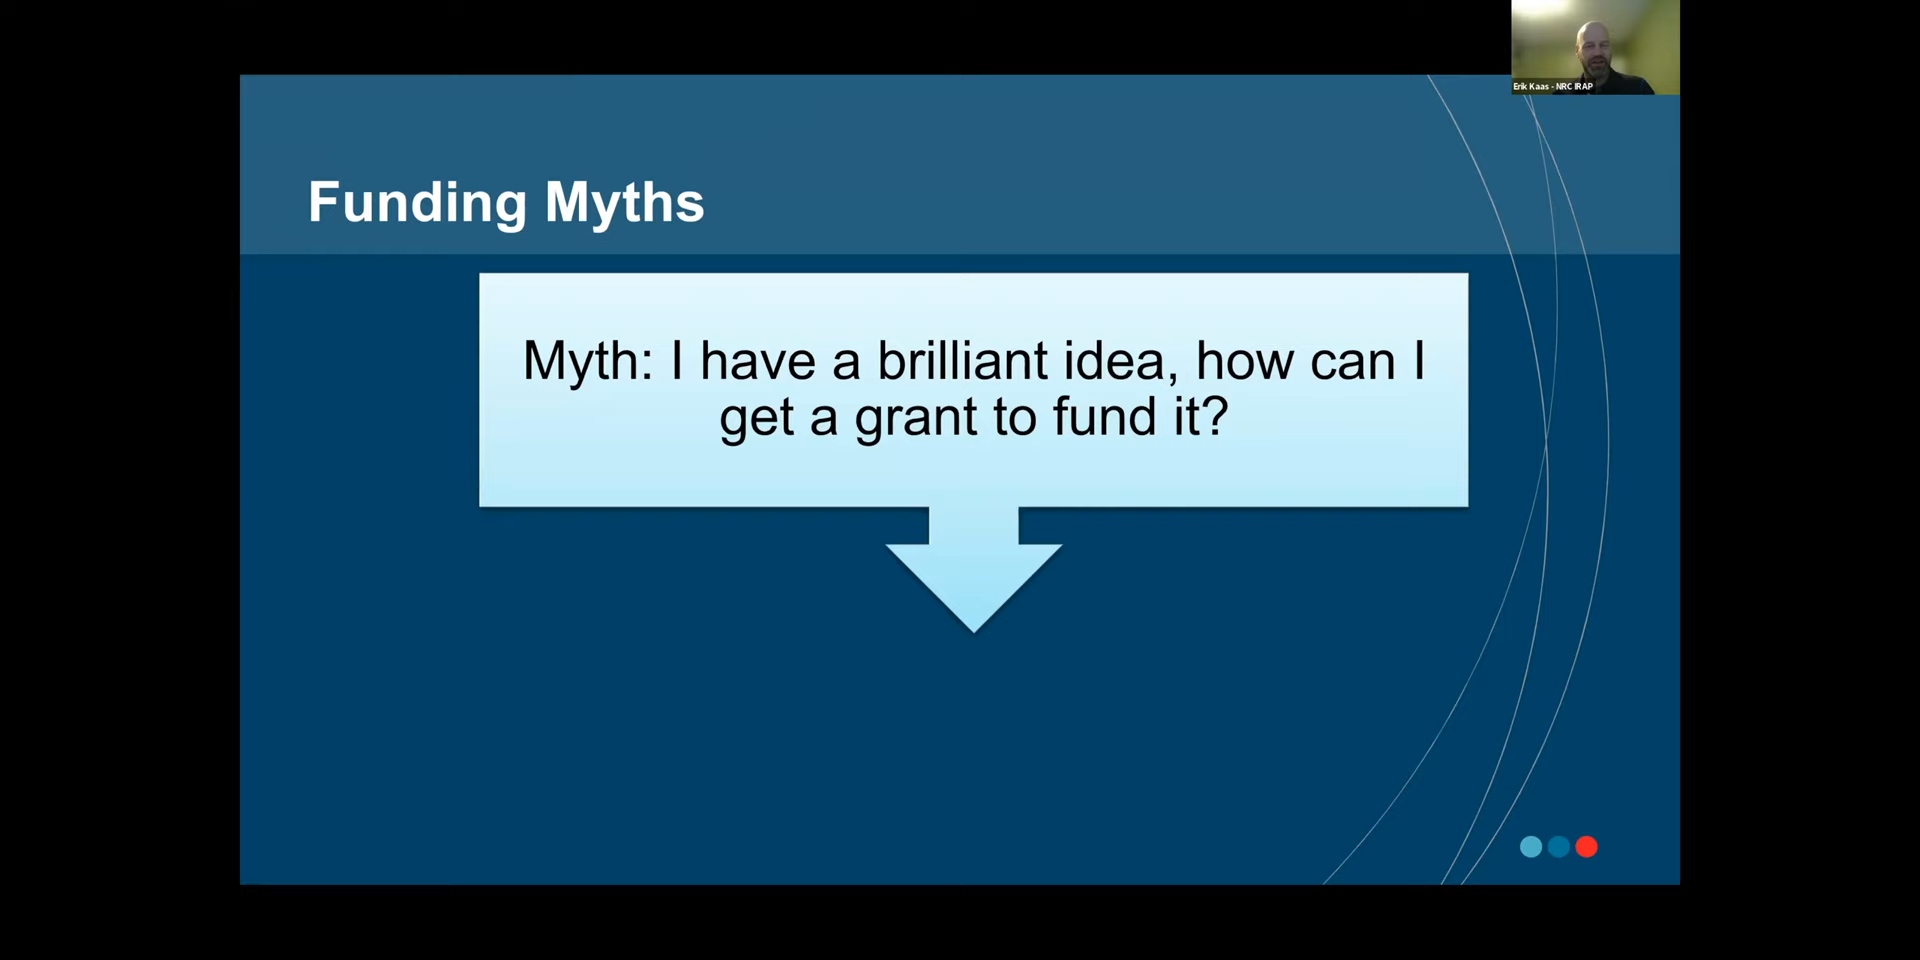 Erik Kaas - NRC IRAP
Funding Myths
Myth: I have a brilliant idea, how can I
get a grant to fund it?